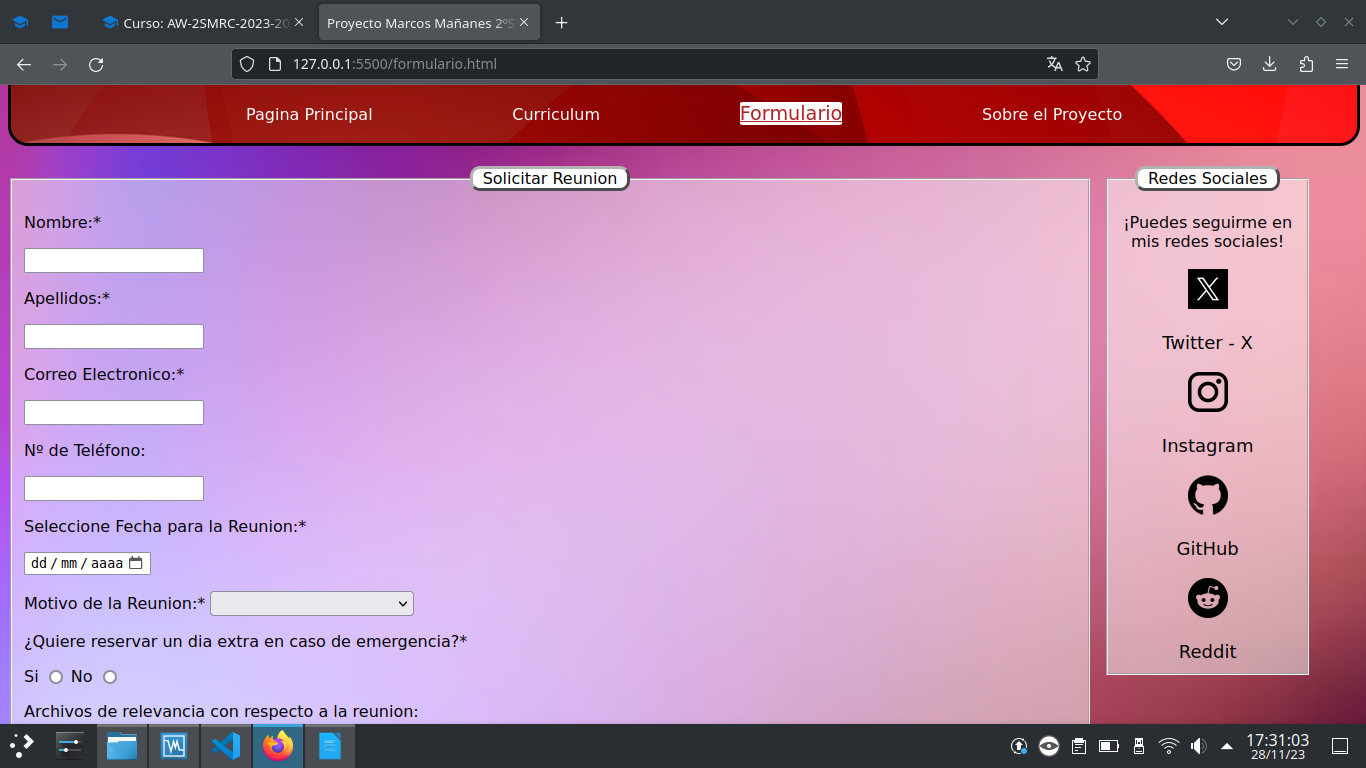 Curso: AW-2SMRC-2023-20
Proyecto Marcos Mañanes 2ºS
127.0.0.1:5500/formulario.html
Pagina Principal
Curriculum
Formulario
Sobre el Proyecto
Solicitar Reunion
Nombre:*
Apellidos:*
Correo Electronico:*
Nº de Teléfono:
Seleccione Fecha para la Reunion:*
dd/mm/aaaa
Motivo de la Reunion:*
¿Quiere reservar un dia extra en caso de emergencia?*
Si No
Archivos de relevancia con respecto a la reunion:
Redes Sociales
¡Puedes seguirme en
mis redes sociales!
Twitter - X
Instagram
GitHub
Reddit
17:31:03
28/11/23